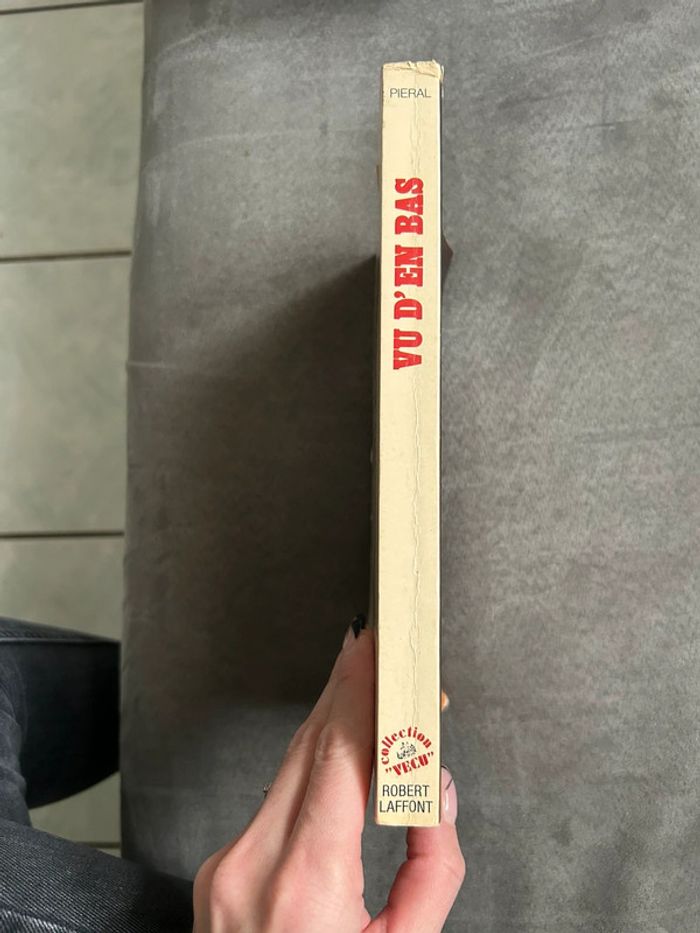 PIERAL
VU D'EN BAS
collection
"VECU"
ROBERT
LAFFONT